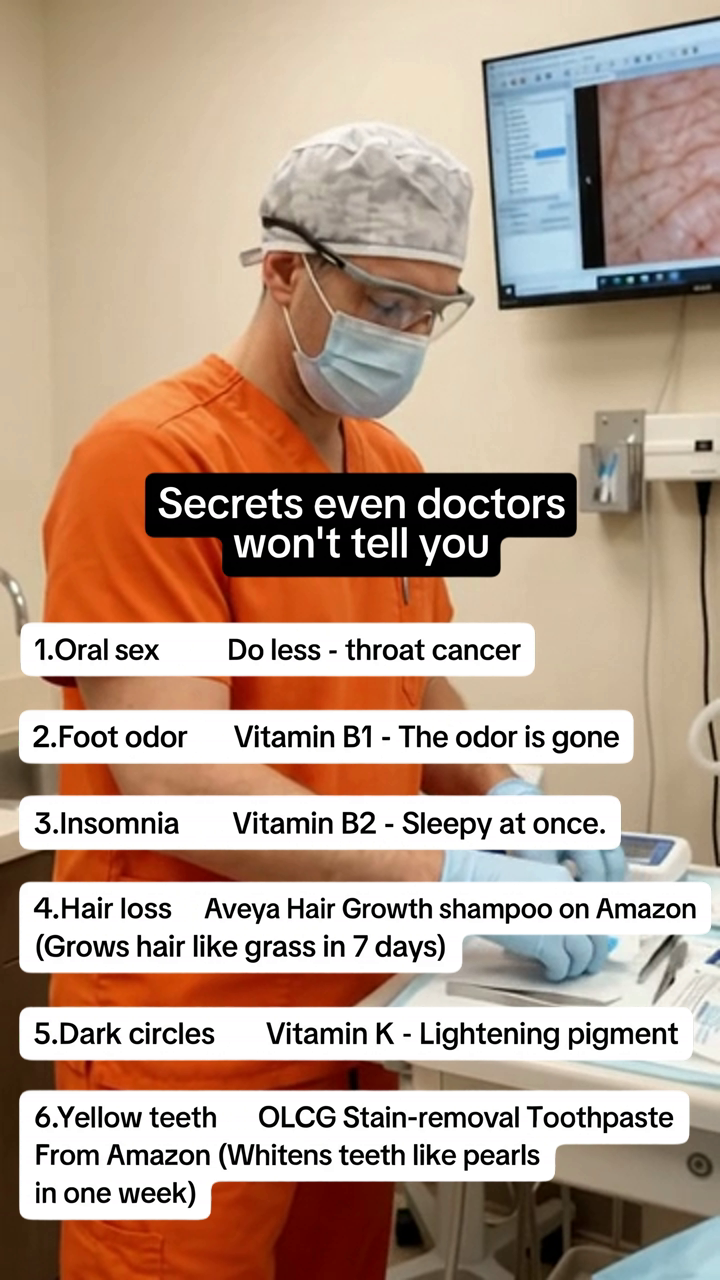 Secrets even doctors
won't tell you
1.Oral sex Do less - throat cancer
2.Foot odor Vitamin B1 - The odor is gone
3.Insomnia Vitamin B2 - Sleepy at once.
4.Hair loss Aveya Hair Growth shampoo on Amazon
(Grows hair like grass in 7 days)
5.Dark circles Vitamin K - Lightening pigment
6.Yellow teeth OLCG Stain-removal Toothpaste
From Amazon (Whitens teeth like pearls
in one week)